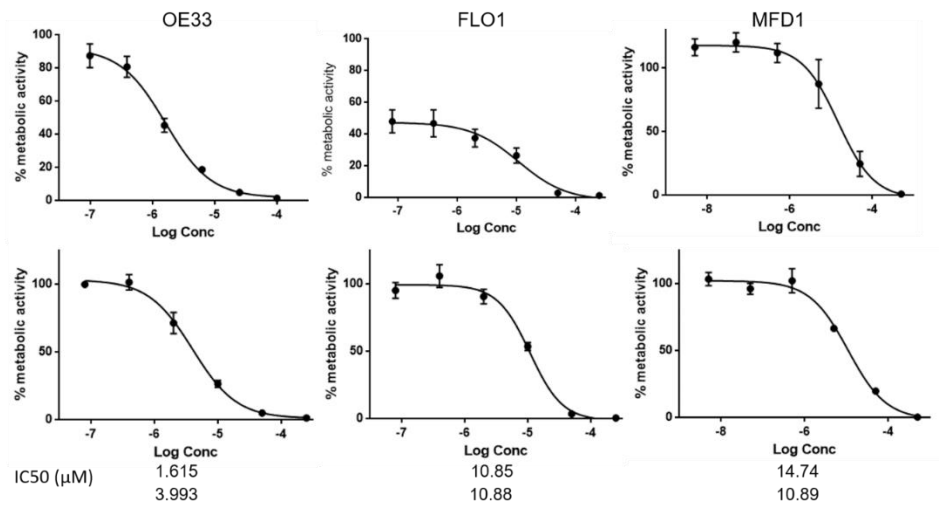 OE33 FLO1 MFD1
% metabolic activity
100
80
60
40
20
0
-7 -6 -5 -4
Log Conc
% metabolic activity
100
80
60
40
20
0
-7 -6 -5 -4
Log Conc
% metabolic activity
100
50
0
-8 -6 -4
Log Conc
% metabolic activity
100
50
0
-7 -6 -5 -4
Log Conc
% metabolic activity
100
50
0
-7 -6 -5 -4
Log Conc
% metabolic activity
100
50
0
-8 -6 -4
Log Conc
IC50 (µM) 1.615 10.85 14.74
3.993 10.88 10.89